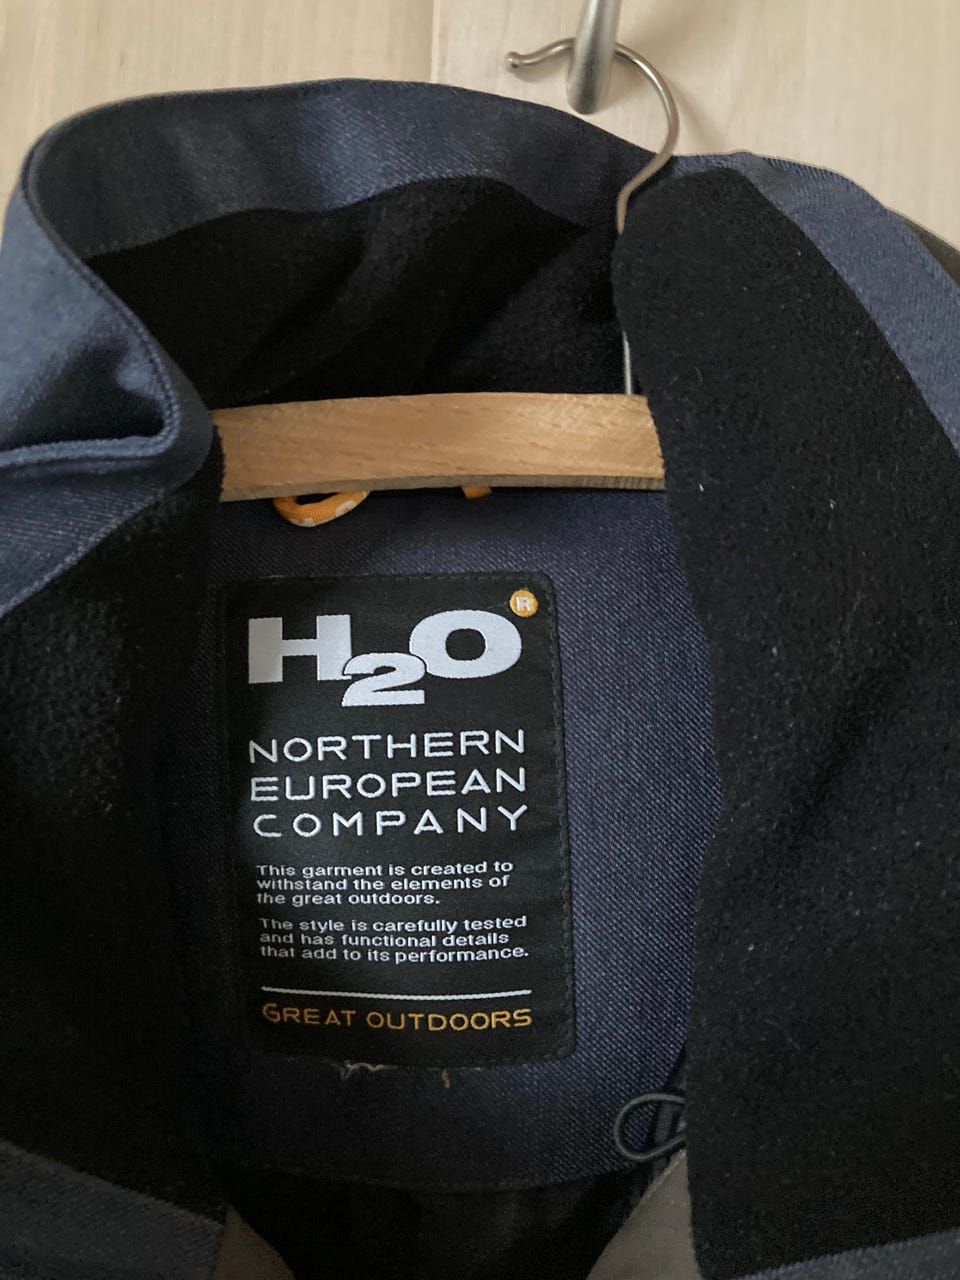 H2O®
NORTHERN
EUROPEAN
COMPANY
This garment is created to
withstand the elements of
the great outdoors.
The style is carefully tested
and has functional details
that add to its performance.
GREAT OUTDOORS